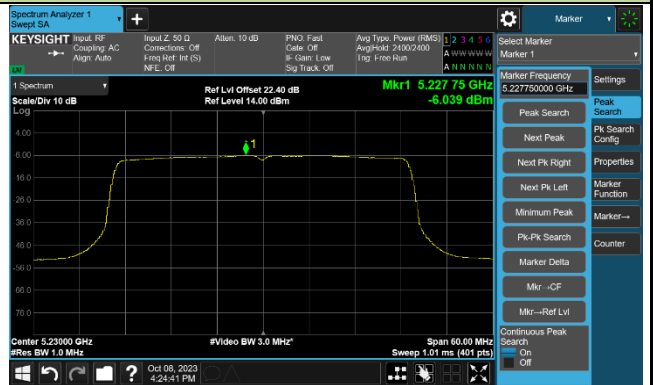 Spectrum Analyzer 1
Swept SA
Marker
KEYSIGHT
Input: RF
Coupling: AC
Align: Auto
Input Z: 50 Ω
Corrections: Off
Freq Ref: Int (S)
NFE: Off
Atten: 10 dB
PNO: Fast
Gate: Off
IF Gain: Low
Sig Track: Off
Avg Type: Power (RMS)
Avg|Hold: 2400/2400
Trig: Free Run
1 2 3 4 5 6
A W W W W W
A N N N N N
LXI
Select Marker
Marker 1
1 Spectrum
Scale/Div 10 dB
Log
Ref Lvl Offset 22.40 dB
Ref Level 14.00 dBm
Mkr1 5.227 75 GHz
-6.039 dBm
1
4.00
-6.00
-16.0
-26.0
-36.0
-46.0
-56.0
-66.0
-76.0
Center 5.23000 GHz
#Res BW 1.0 MHz
#Video BW 3.0 MHz*
Span 60.00 MHz
Sweep 1.01 ms (401 pts)
Marker Frequency
5.227750000 GHz
Peak Search
Next Peak
Next Pk Right
Next Pk Left
Minimum Peak
Pk-Pk Search
Marker Delta
Mkr→CF
Mkr→Ref Lvl
Continuous Peak
Search
On
Off
Settings
Peak
Search
Pk Search
Config
Properties
Marker
Function
Marker→
Counter
Oct 08, 2023
4:24:41 PM